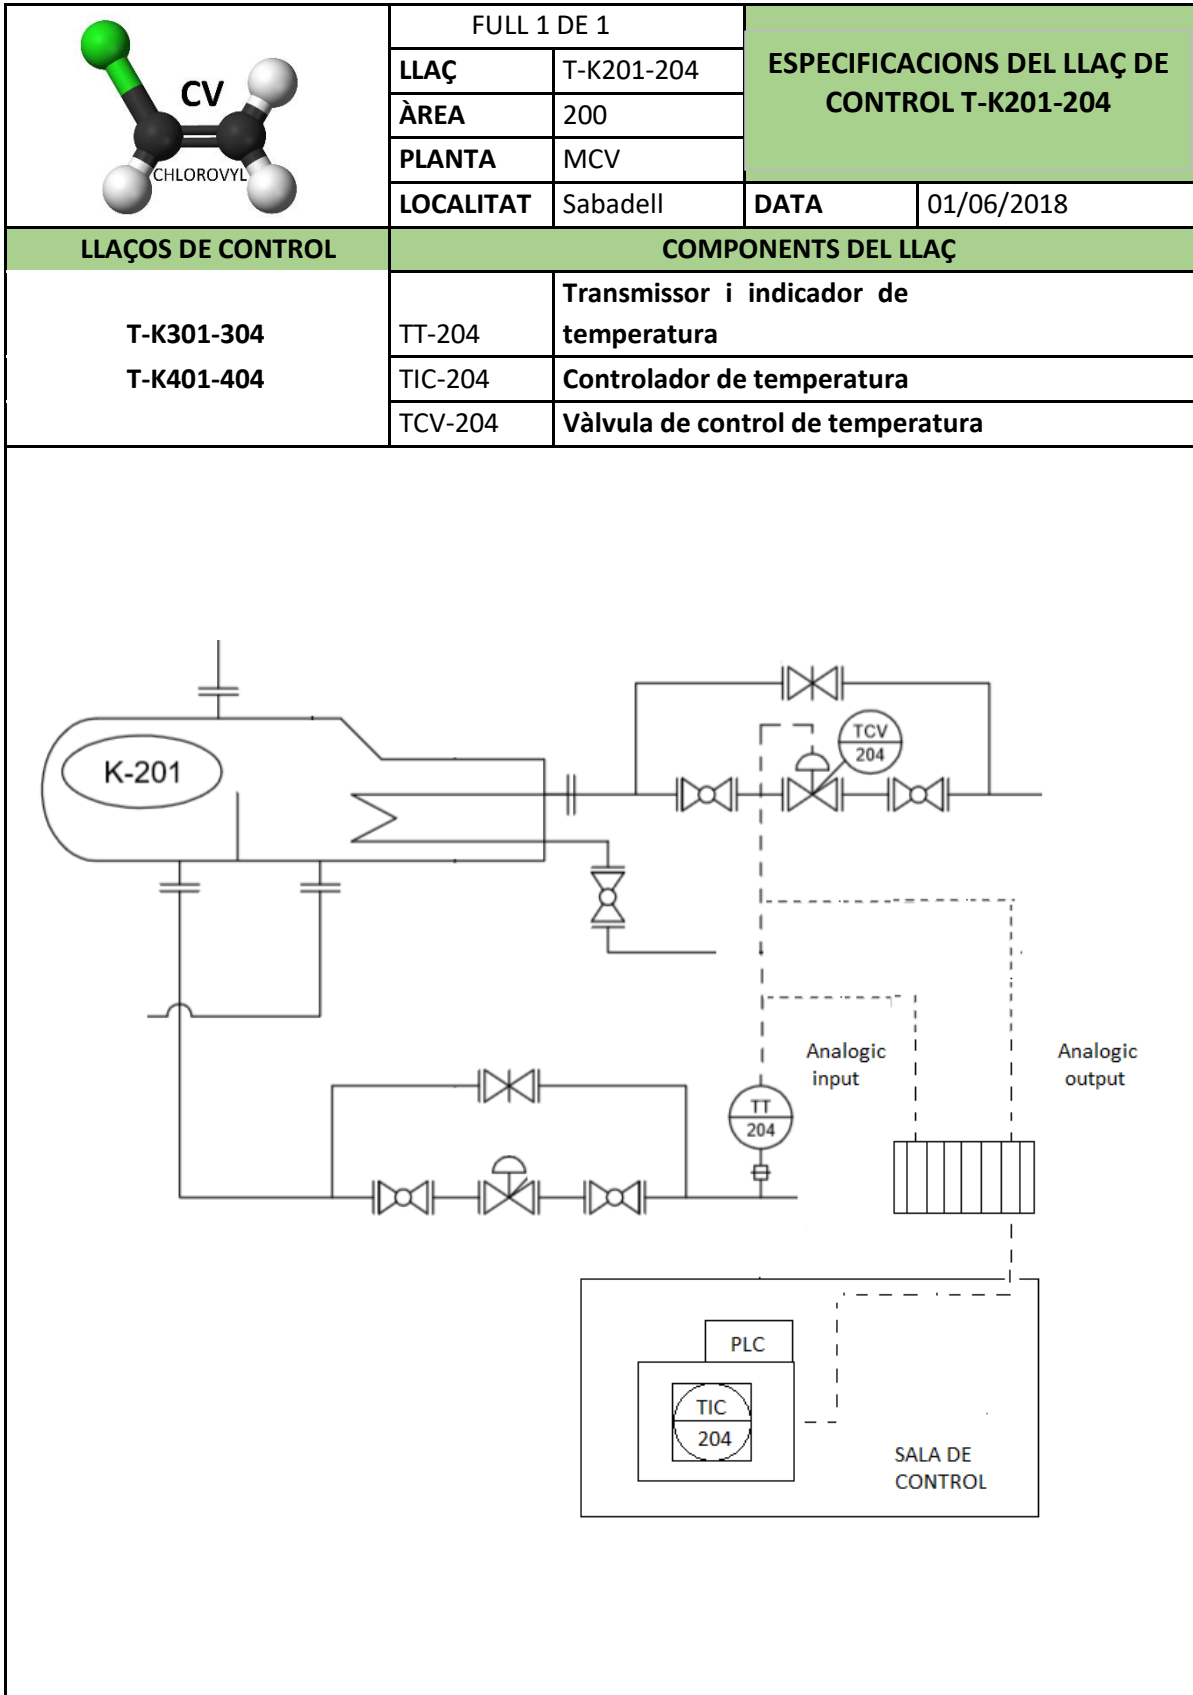 CV
CHLOROVYL
FULL 1 DE 1
LLAÇ T-K201-204
ÀREA 200
PLANTA MCV
LOCALITAT Sabadell DATA 01/06/2018
ESPECIFICACIONS DEL LLAÇ DE
CONTROL T-K201-204
LLAÇOS DE CONTROL COMPONENTS DEL LLAÇ
T-K301-304
T-K401-404
TT-204 Transmissor i indicador de
temperatura
TIC-204 Controlador de temperatura
TCV-204 Vàlvula de control de temperatura
K-201
TCV
204
Analogic
input
Analogic
output
TT
204
PLC
TIC
204
SALA DE
CONTROL